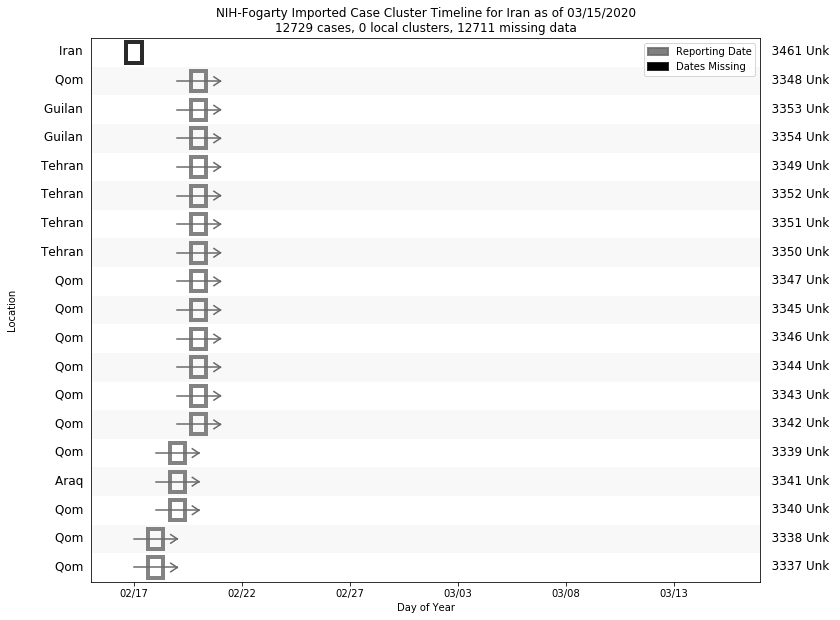 NIH-Fogarty Imported Case Cluster Timeline for Iran as of 03/15/2020
12729 cases, 0 local clusters, 12711 missing data
Reporting Date
Dates Missing
Iran 3461 Unk
Qom 3348 Unk
Guilan 3353 Unk
Guilan 3354 Unk
Tehran 3349 Unk
Tehran 3352 Unk
Tehran 3351 Unk
Tehran 3350 Unk
Qom 3347 Unk
Qom 3345 Unk
Qom 3346 Unk
Qom 3344 Unk
Qom 3343 Unk
Qom 3342 Unk
Qom 3339 Unk
Araq 3341 Unk
Qom 3340 Unk
Qom 3338 Unk
Qom 3337 Unk
Location
02/17 02/22 02/27 03/03 03/08 03/13
Day of Year